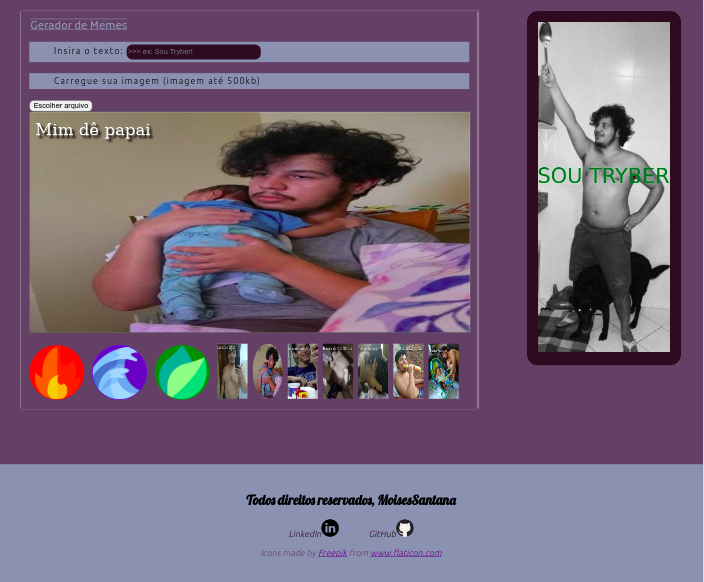 Gerador de Memes
Insira o texto: >>> ex: Sou Tryber!
Carregue sua imagem (imagem até 500kb)
Escolher arquivo
Mim dê papai
SOU TRYBER
Todos direitos reservados, MoisesSantana
LinkedIn in GitHub
Icons made by Freepik from www.flaticon.com